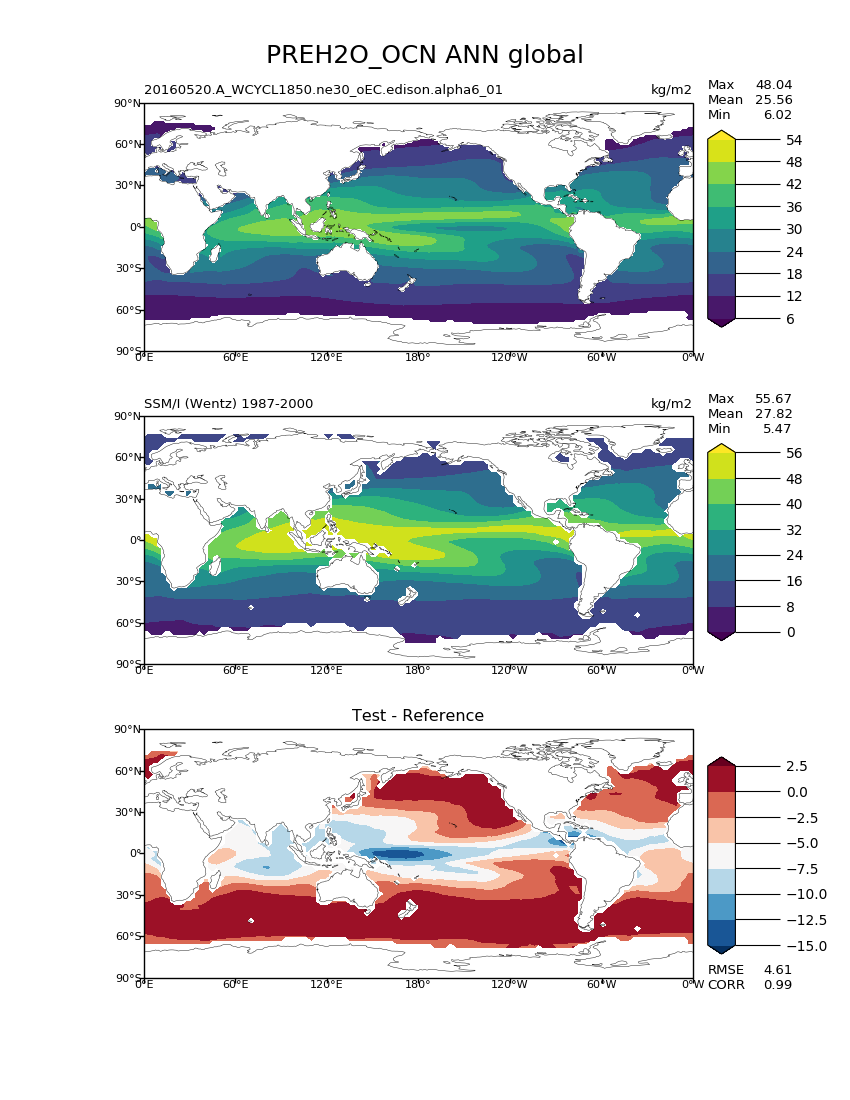 PREH2O_OCN ANN global
20160520.A_WCYCL1850.ne30_oEC.edison.alpha6_01 kg/m2
Max 48.04
Mean 25.56
Min 6.02
90°N
60°N
30°N
0°
30°S
60°S
90°S
0°E 60°E 120°E 180° 120°W 60°W 0°W
54
48
42
36
30
24
18
12
6
SSM/I (Wentz) 1987-2000 kg/m2
Max 55.67
Mean 27.82
Min 5.47
90°N
60°N
30°N
0°
30°S
60°S
90°S
0°E 60°E 120°E 180° 120°W 60°W 0°W
56
48
40
32
24
16
8
0
Test - Reference
90°N
60°N
30°N
0°
30°S
60°S
90°S
0°E 60°E 120°E 180° 120°W 60°W 0°W
2.5
0.0
−2.5
−5.0
−7.5
−10.0
−12.5
−15.0
RMSE 4.61
CORR 0.99